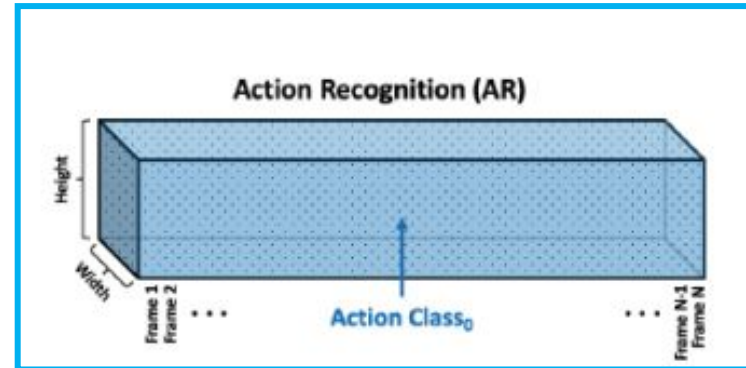 Action Recognition (AR)
Height
Width
Frame 1
Frame 2
• • •
Action Class₀
• • •
Frame N-1
Frame N